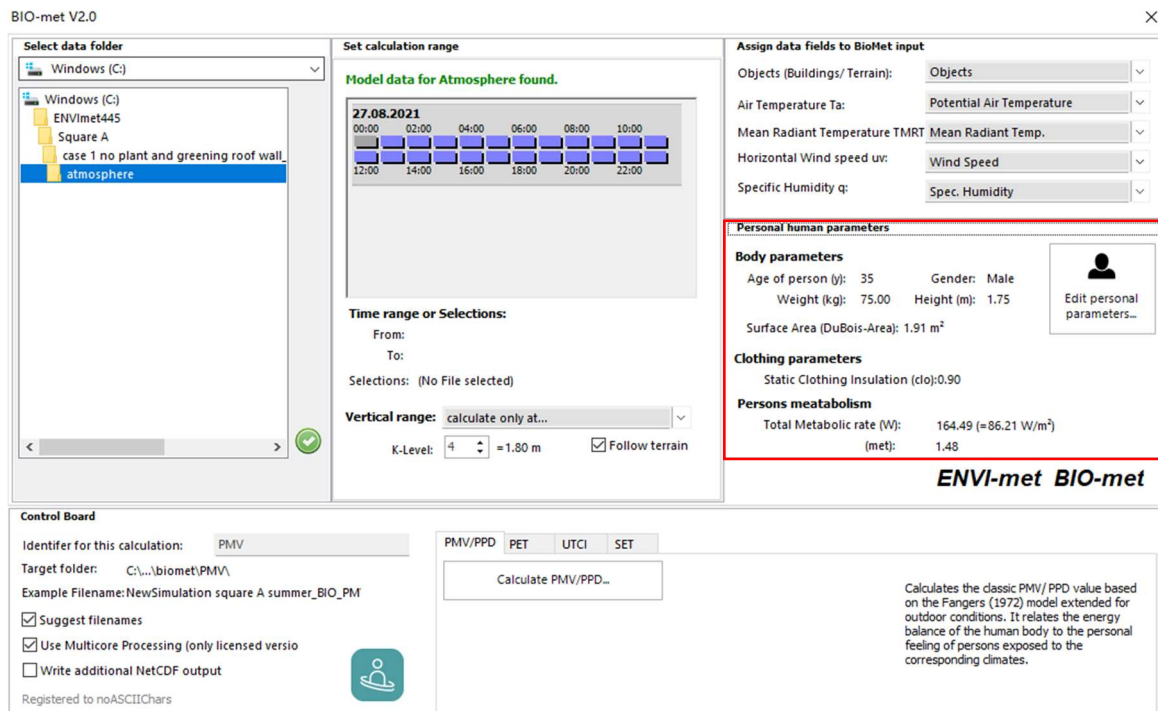 BIO-met V2.0
Select data folder
Windows (C:)
Windows (C:)
ENVImet445
Square A
case 1 no plant and greening roof wall_
atmosphere
Set calculation range
Model data for Atmosphere found.
27.08.2021
00:00 02:00 04:00 06:00 08:00 10:00
12:00 14:00 16:00 18:00 20:00 22:00
Time range or Selections:
From:
To:
Selections: (No File selected)
Vertical range: calculate only at...
K-Level: 4 = 1.80 m Follow terrain
Assign data fields to BioMet input
Objects (Buildings/ Terrain): Objects
Air Temperature Ta: Potential Air Temperature
Mean Radiant Temperature TMRT Mean Radiant Temp.
Horizontal Wind speed uv: Wind Speed
Specific Humidity q: Spec. Humidity
Personal human parameters
Body parameters
Age of person (y): 35 Gender: Male
Weight (kg): 75.00 Height (m): 1.75
Surface Area (DuBois-Area): 1.91 m²
Edit personal
parameters...
Clothing parameters
Static Clothing Insulation (clo):0.90
Persons meatabolism
Total Metabolic rate (W): 164.49 (=86.21 W/m²)
(met): 1.48
ENVI-met BIO-met
Control Board
Identifer for this calculation: PMV
Target folder: C:\...\biomet\PMV\
Example Filename: NewSimulation square A summer_BIO_PM
Suggest filenames
Use Multicore Processing (only licensed versio
Write additional NetCDF output
Registered to noASCIIChars
PMV/PPD PET UTCI SET
Calculate PMV/PPD...
Calculates the classic PMV/ PPD value based
on the Fangers (1972) model extended for
outdoor conditions. It relates the energy
balance of the human body to the personal
feeling of persons exposed to the
corresponding climates.